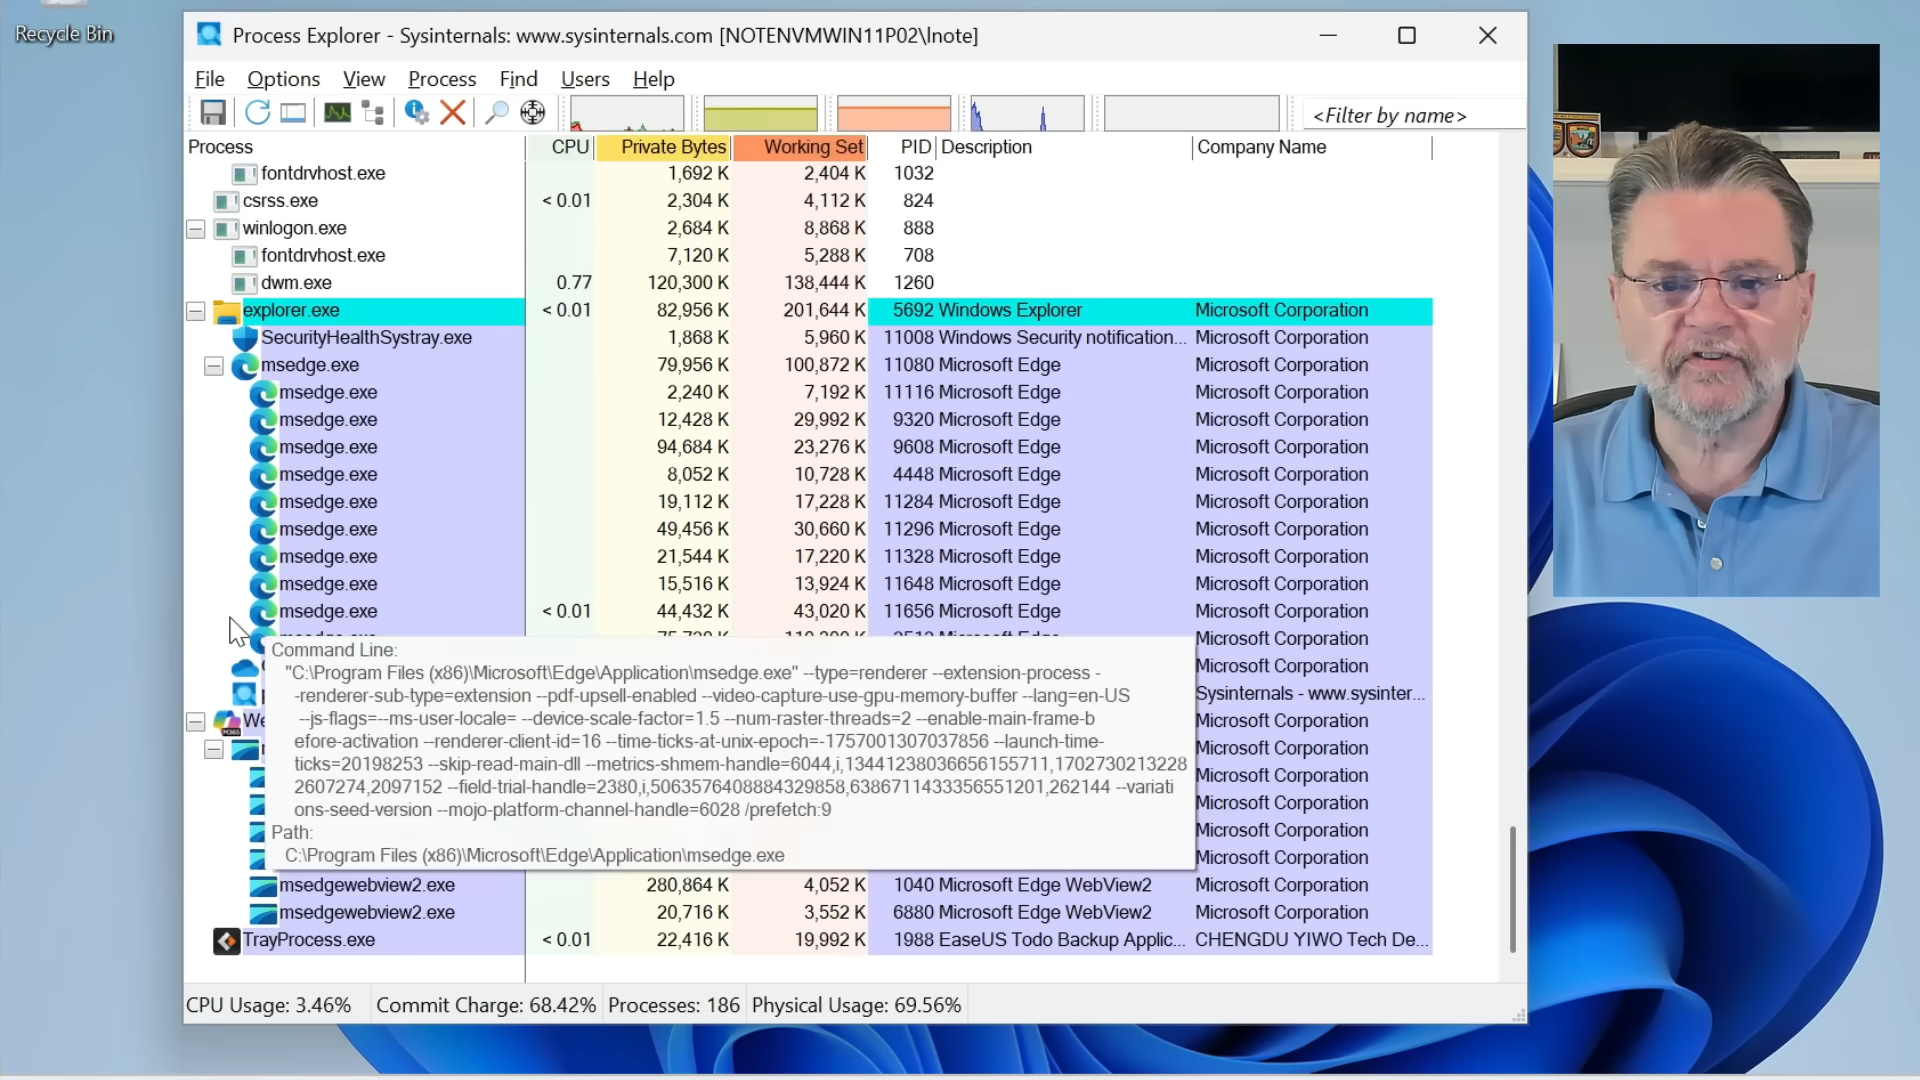 Recycle Bin
Process Explorer - Sysinternals: www.sysinternals.com [NOTENVMWIN11P02\lnote]
File Options View Process Find Users Help
<Filter by name>
Process CPU Private Bytes Working Set PID Description Company Name
fontdrvhost.exe 1,692 K 2,404 K 1032
csrss.exe < 0.01 2,304 K 4,112 K 824
winlogon.exe 2,684 K 8,868 K 888
fontdrvhost.exe 7,120 K 5,288 K 708
dwm.exe 0.77 120,300 K 138,444 K 1260
explorer.exe < 0.01 82,956 K 201,644 K 5692 Windows Explorer Microsoft Corporation
SecurityHealthSystray.exe 1,868 K 5,960 K 11008 Windows Security notification... Microsoft Corporation
msedge.exe 79,956 K 100,872 K 11080 Microsoft Edge Microsoft Corporation
msedge.exe 2,240 K 7,192 K 11116 Microsoft Edge Microsoft Corporation
msedge.exe 12,428 K 29,992 K 9320 Microsoft Edge Microsoft Corporation
msedge.exe 94,684 K 23,276 K 9608 Microsoft Edge Microsoft Corporation
msedge.exe 8,052 K 10,728 K 4448 Microsoft Edge Microsoft Corporation
msedge.exe 19,112 K 17,228 K 11284 Microsoft Edge Microsoft Corporation
msedge.exe 49,456 K 30,660 K 11296 Microsoft Edge Microsoft Corporation
msedge.exe 21,544 K 17,220 K 11328 Microsoft Edge Microsoft Corporation
msedge.exe 15,516 K 13,924 K 11648 Microsoft Edge Microsoft Corporation
msedge.exe < 0.01 44,432 K 43,020 K 11656 Microsoft Edge Microsoft Corporation
Microsoft Corporation
Command Line:
"C:\Program Files (x86)\Microsoft\Edge\Application\msedge.exe" --type=renderer --extension-process -
-renderer-sub-type=extension --pdf-upsell-enabled --video-capture-use-gpu-memory-buffer --lang=en-US
--js-flags=--ms-user-locale= --device-scale-factor=1.5 --num-raster-threads=2 --enable-main-frame-b
efore-activation --renderer-client-id=16 --time-ticks-at-unix-epoch=-1757001307037856 --launch-time-
ticks=20198253 --skip-read-main-dll --metrics-shmem-handle=6044,i,13441238036656155711,1702730213228
2607274,2097152 --field-trial-handle=2380,i,5063576408884329858,6386711433356551201,262144 --variati
ons-seed-version --mojo-platform-channel-handle=6028 /prefetch:9
Path:
C:\Program Files (x86)\Microsoft\Edge\Application\msedge.exe
Microsoft Corporation
Sysinternals - www.sysinter...
We Microsoft Corporation
Microsoft Corporation
Microsoft Corporation
Microsoft Corporation
Microsoft Corporation
Microsoft Corporation
msedgewebview2.exe 280,864 K 4,052 K 1040 Microsoft Edge WebView2 Microsoft Corporation
msedgewebview2.exe 20,716 K 3,552 K 6880 Microsoft Edge WebView2 Microsoft Corporation
TrayProcess.exe < 0.01 22,416 K 19,992 K 1988 EaseUS Todo Backup Applic... CHENGDU YIWO Tech De...
CPU Usage: 3.46% Commit Charge: 68.42% Processes: 186 Physical Usage: 69.56%